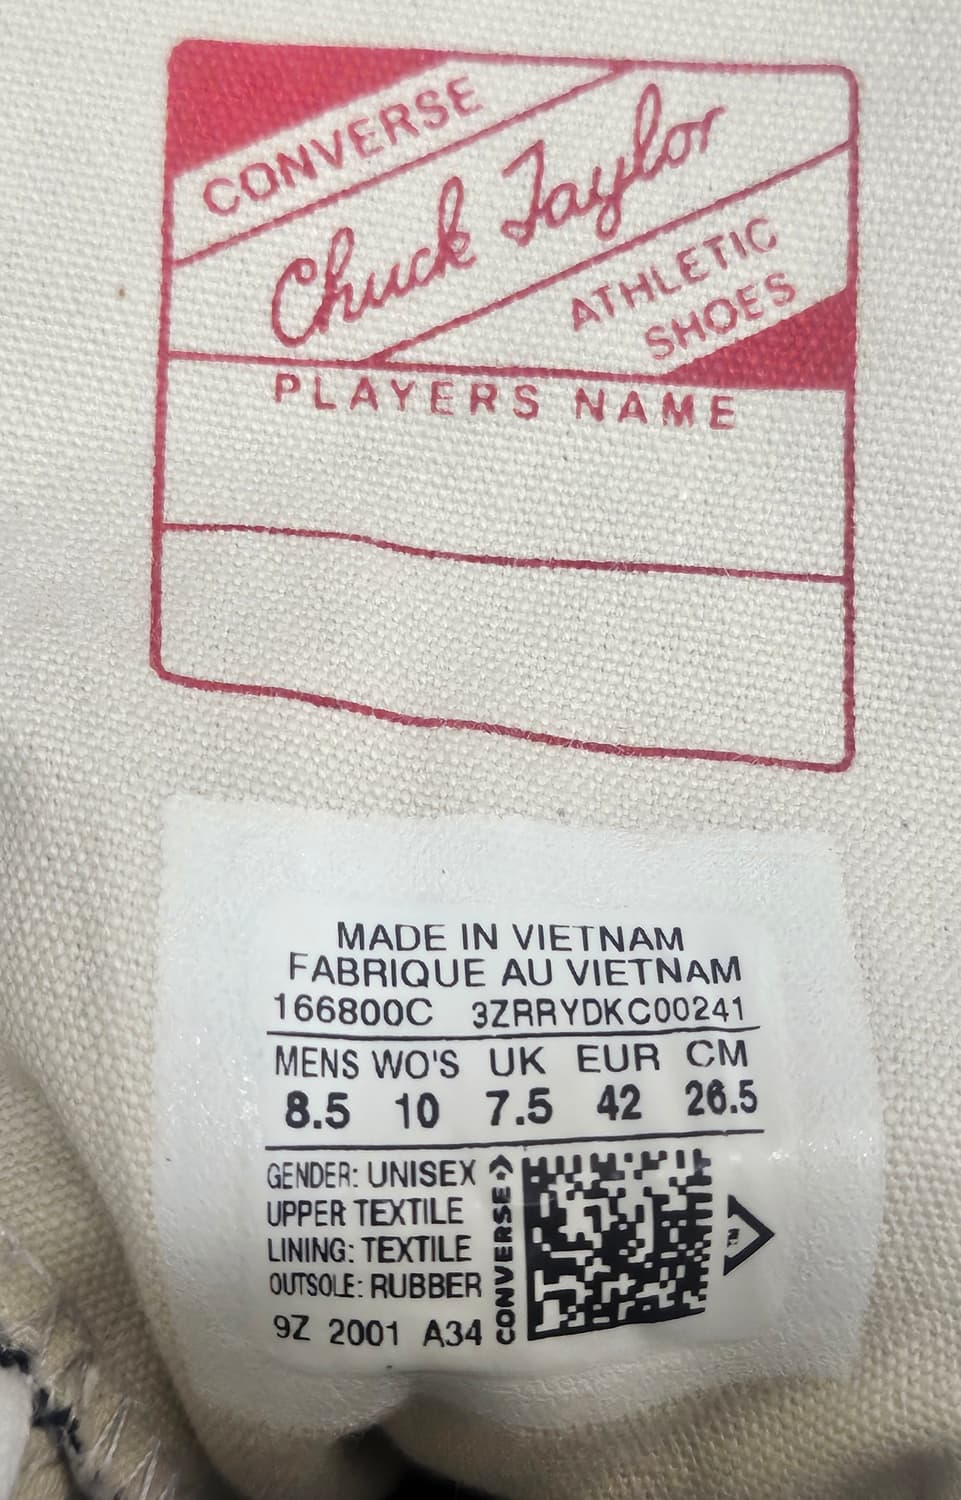 CONVERSE
Chuck Taylor
ATHLETIC
SHOES
PLAYERS NAME
MADE IN VIETNAM
FABRIQUE AU VIETNAM
166800C 3ZRRYDKC00241
MENS WO'S UK EUR CM
8.5 10 7.5 42 26.5
GENDER: UNISEX
UPPER TEXTILE
LINING: TEXTILE
OUTSOLE: RUBBER
9Z 2001 A34
CONVERSE
TM